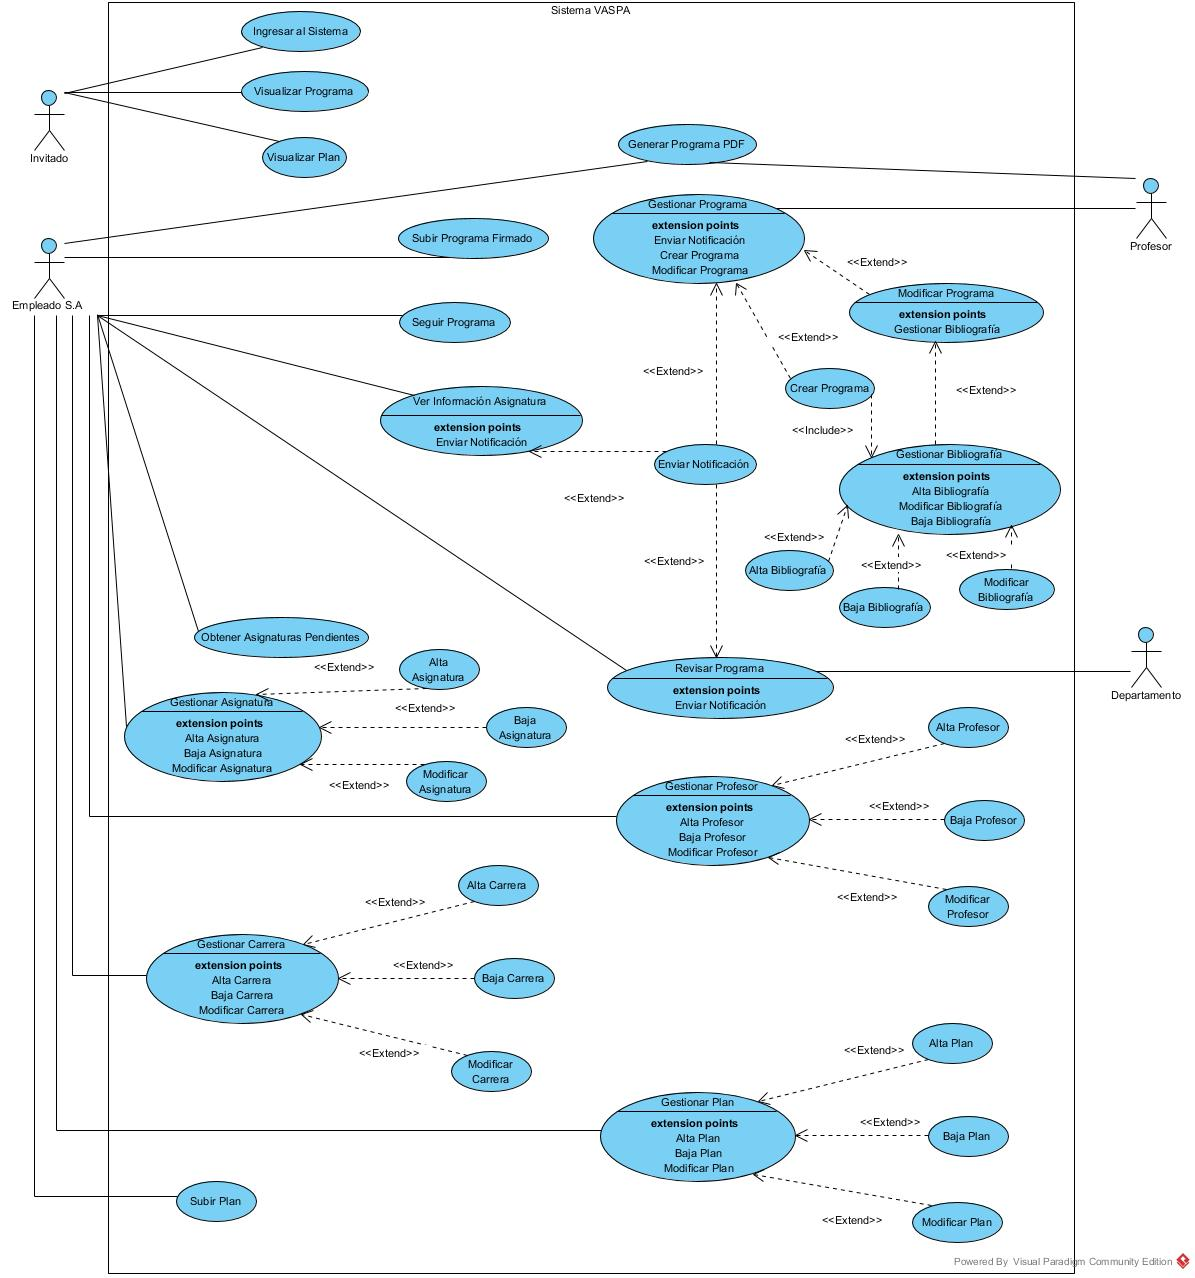 Sistema VASPA
Ingresar al Sistema
Visualizar Programa
Visualizar Plan
Invitado
Generar Programa PDF
Profesor
Gestionar Programa
extension points
Enviar Notificación
Crear Programa
Modificar Programa
Subir Programa Firmado
Empleado S.A
<<Extend>>
Modificar Programa
extension points
Gestionar Bibliografía
Seguir Programa
<<Extend>>
<<Extend>>
Crear Programa
<<Extend>>
Ver Información Asignatura
extension points
Enviar Notificación
<<Include>>
Enviar Notificación
<<Extend>>
Gestionar Bibliografía
extension points
Alta Bibliografía
Modificar Bibliografía
Baja Bibliografía
<<Extend>>
<<Extend>>
<<Extend>>
<<Extend>>
Alta Bibliografía
Baja Bibliografía
Modificar
Bibliografía
Obtener Asignaturas Pendientes
Revisar Programa
extension points
Enviar Notificación
Departamento
<<Extend>>
Alta
Asignatura
Gestionar Asignatura
extension points
Alta Asignatura
Baja Asignatura
Modificar Asignatura
<<Extend>>
Baja
Asignatura
<<Extend>>
Modificar
Asignatura
Alta Profesor
<<Extend>>
Gestionar Profesor
extension points
Alta Profesor
Baja Profesor
Modificar Profesor
<<Extend>>
Baja Profesor
<<Extend>>
Modificar
Profesor
Alta Carrera
<<Extend>>
Gestionar Carrera
extension points
Alta Carrera
Baja Carrera
Modificar Carrera
<<Extend>>
Baja Carrera
<<Extend>>
Modificar
Carrera
Alta Plan
<<Extend>>
Gestionar Plan
extension points
Alta Plan
Baja Plan
Modificar Plan
<<Extend>>
Baja Plan
<<Extend>>
Modificar Plan
Subir Plan
Powered By Visual Paradigm Community Edition